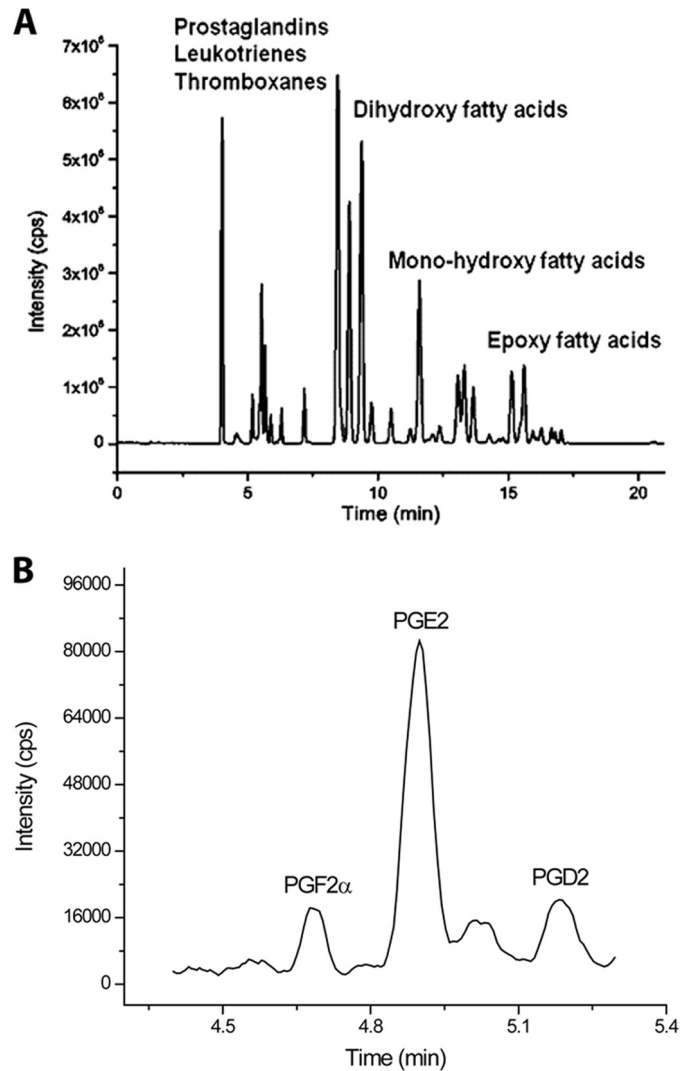 A
Prostaglandins
Leukotrienes
Thromboxanes
Dihydroxy fatty acids
Mono-hydroxy fatty acids
Epoxy fatty acids
7x10⁶
6x10⁶
5x10⁶
4x10⁶
3x10⁶
2x10⁶
1x10⁶
0
Intensity (cps)
0 5 10 15 20
Time (min)
B
96000
80000
64000
48000
32000
16000
0
Intensity (cps)
PGE2
PGF2α
PGD2
4.5 4.8 5.1 5.4
Time (min)